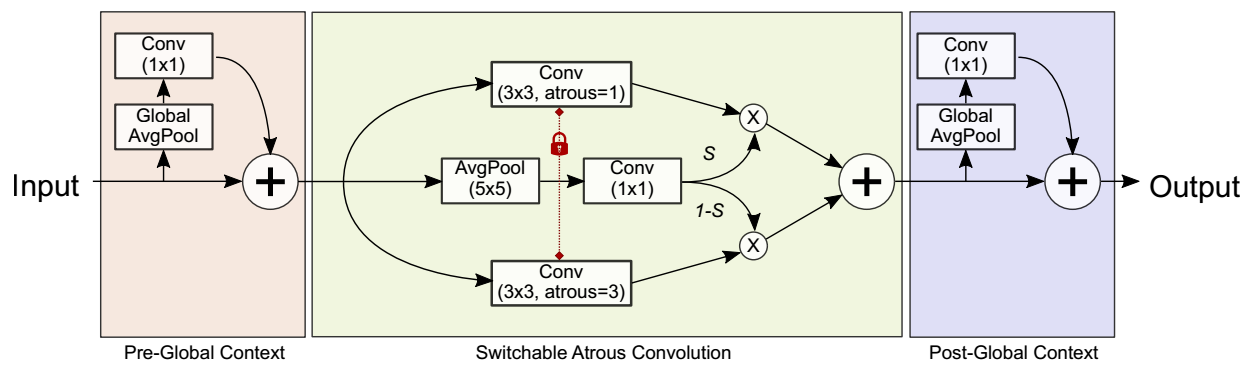 Input
Conv
(1x1)
Global
AvgPool
+
Pre-Global Context
Conv
(3x3, atrous=1)
AvgPool
(5x5)
Conv
(1x1)
S
1-S
X
X
Conv
(3x3, atrous=3)
+
Switchable Atrous Convolution
Conv
(1x1)
Global
AvgPool
+
Post-Global Context
Output